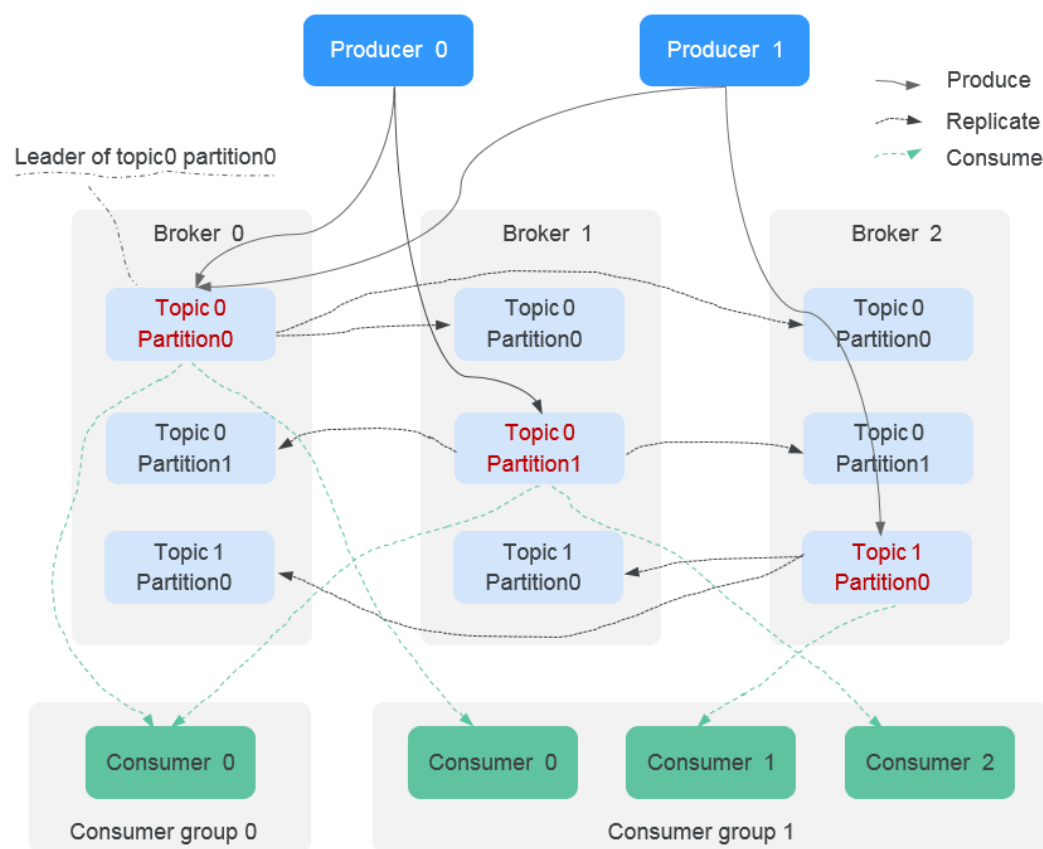 Producer 0
Producer 1
Produce
Replicate
Consume
Leader of topic0 partition0
Broker 0
Broker 1
Broker 2
Topic 0
Partition0
Topic 0
Partition0
Topic 0
Partition0
Topic 0
Partition1
Topic 0
Partition1
Topic 0
Partition1
Topic 1
Partition0
Topic 1
Partition0
Topic 1
Partition0
Consumer 0
Consumer 0
Consumer 1
Consumer 2
Consumer group 0
Consumer group 1